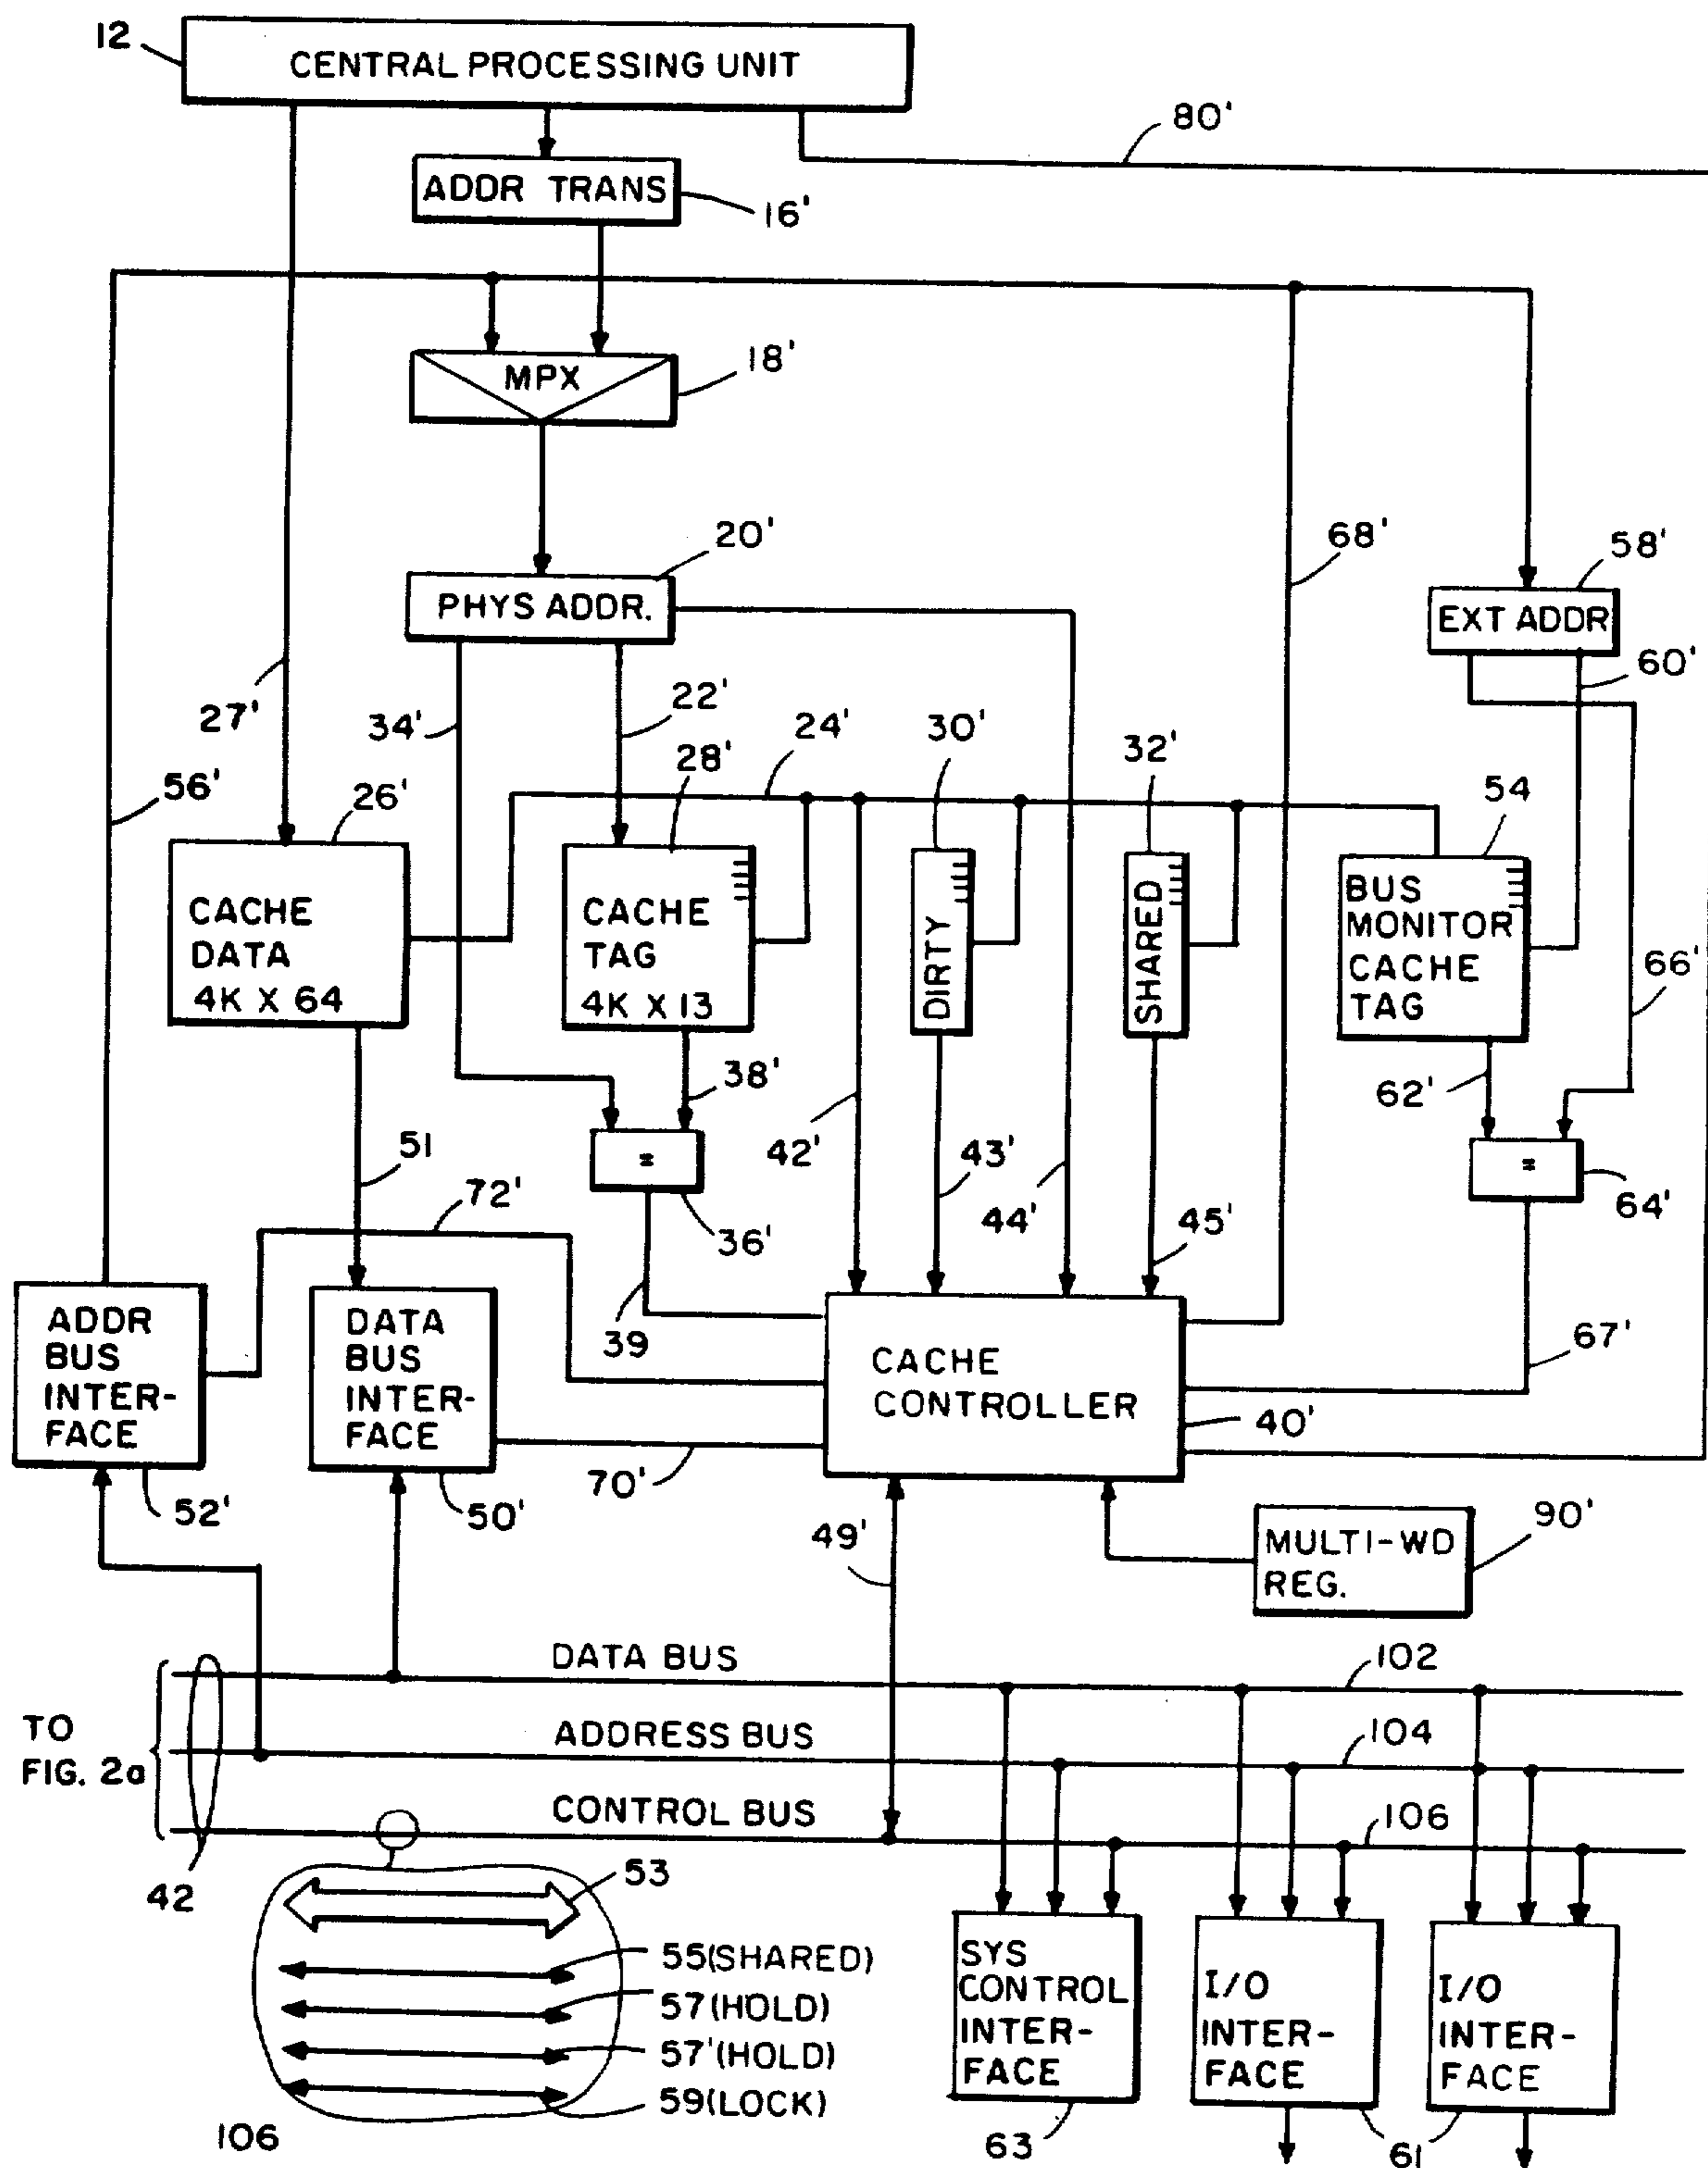 12
CENTRAL PROCESSING UNIT
80'
ADDR TRANS
16'
MPX
18'
20'
68'
58'
PHYS ADDR.
EXT ADDR
60'
27'
34'
22'
24'
30'
32'
28'
56'
26'
54
CACHE
DATA
4K X 64
CACHE
TAG
4K X 13
DIRTY
SHARED
BUS
MONITOR
CACHE
TAG
66'
38'
62'
51
=
42'
43'
=
72'
36'
44'
45'
64'
ADDR
BUS
INTER-
FACE
DATA
BUS
INTER-
FACE
39
CACHE
CONTROLLER
67'
40'
52'
50'
70'
49'
MULTI-WD
REG.
90'
DATA BUS
102
TO
FIG. 2a
ADDRESS BUS
104
CONTROL BUS
106
42
53
55(SHARED)
57(HOLD)
57'(HOLD)
59(LOCK)
106
SYS
CONTROL
INTER-
FACE
I/O
INTER-
FACE
I/O
INTER-
FACE
63
61